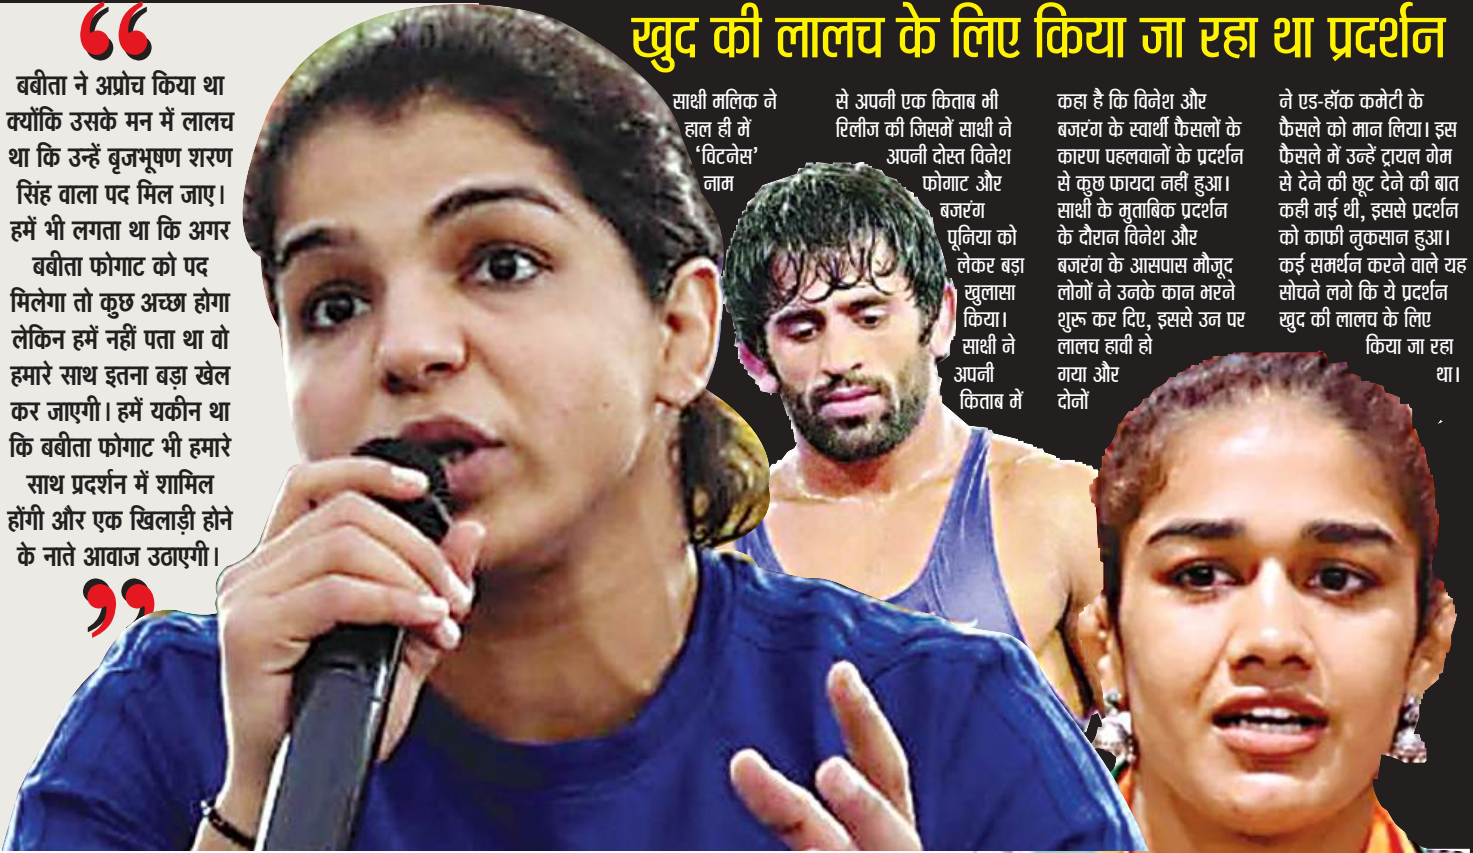 बबीता ने अप्रोच किया था
क्योंकि उसके मन में लालच
था कि उन्हें बृजभूषण शरण
सिंह वाला पद मिल जाए।
हमें भी लगता था कि अगर
बबीता फोगाट को पद
मिलेगा तो कुछ अच्छा होगा
लेकिन हमें नहीं पता था वो
हमारे साथ इतना बड़ा खेल
कर जाएगी। हमें यकीन था
कि बबीता फोगाट भी हमारे
साथ प्रदर्शन में शामिल
होंगी और एक खिलाड़ी होने
के नाते आवाज उठाएगी।
खुद की लालच के लिए किया जा रहा था प्रदर्शन
साक्षी मलिक ने
हाल ही में
‘विटनेस’
नाम
से अपनी एक किताब भी
रिलीज की जिसमें साक्षी ने
अपनी दोस्त विनेश
फोगाट और
बजरंग
पूनिया को
लेकर बड़ा
खुलासा
किया।
साक्षी ने
अपनी
किताब में
कहा है कि विनेश और
बजरंग के स्वार्थी फैसलों के
कारण पहलवानों के प्रदर्शन
से कुछ फायदा नहीं हुआ।
साक्षी के मुताबिक प्रदर्शन
के दौरान विनेश और
बजरंग के आसपास मौजूद
लोगों ने उनके कान भरने
शुरू कर दिए, इससे उन पर
लालच हावी हो
गया और
दोनों
ने एड-हॉक कमेटी के
फैसले को मान लिया। इस
फैसले में उन्हें ट्रायल गेम
से देने की छूट देने की बात
कही गई थी, इससे प्रदर्शन
को काफी नुकसान हुआ।
कई समर्थन करने वाले यह
सोचने लगे कि ये प्रदर्शन
खुद की लालच के लिए
किया जा रहा
था।